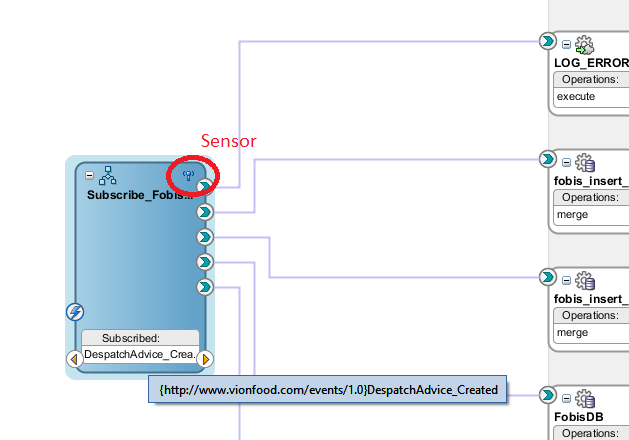 LOG_ERROR
Operations:
execute
Sensor
Subscribe_Fobis...
fobis_insert_
Operations:
merge
fobis_insert_
Operations:
merge
Subscribed:
DespatchAdvice_Crea...
{http://www.vionfood.com/events/1.0}DespatchAdvice_Created
FobisDB
Operations: